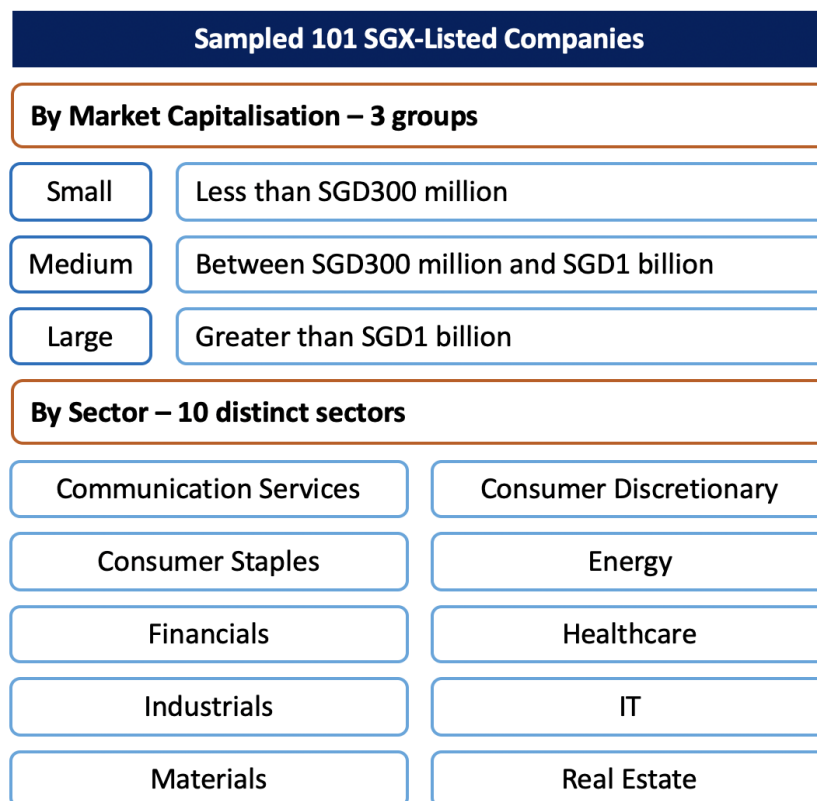 Sampled 101 SGX-Listed Companies
By Market Capitalisation – 3 groups
Small
Less than SGD300 million
Medium
Between SGD300 million and SGD1 billion
Large
Greater than SGD1 billion
By Sector – 10 distinct sectors
Communication Services
Consumer Discretionary
Consumer Staples
Energy
Financials
Healthcare
Industrials
IT
Materials
Real Estate